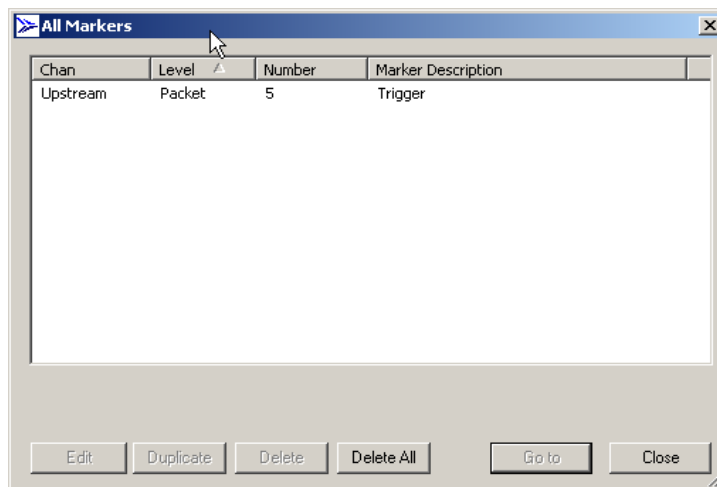 All Markers
Chan Level Number Marker Description
Upstream Packet 5 Trigger
Edit Duplicate Delete Delete All Go to Close